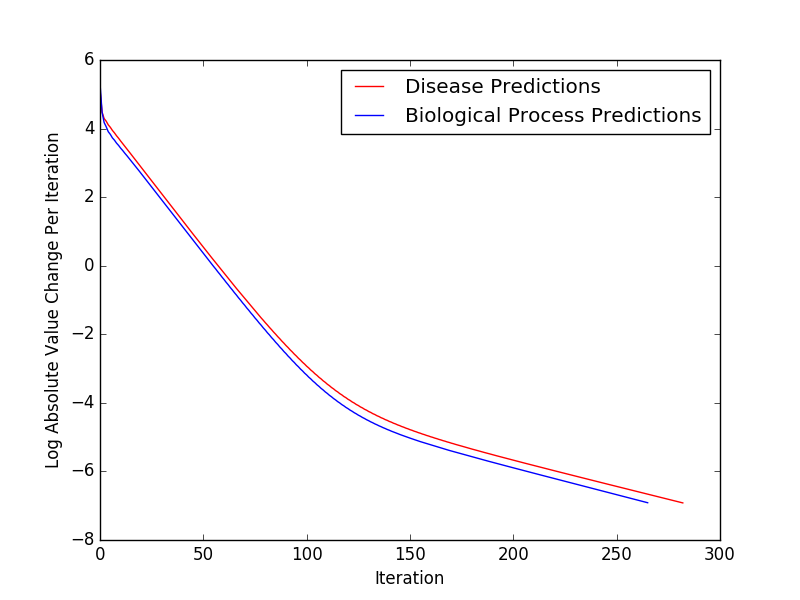 Disease Predictions
Biological Process Predictions
Log Absolute Value Change Per Iteration
6
4
2
0
−2
−4
−6
−8
0 50 100 150 200 250 300
Iteration